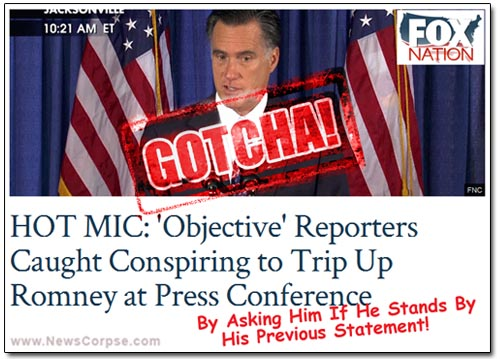 JACKSONVILLE
10:21 AM ET
FOX
NATION
GOTCHA!
FNC
HOT MIC: 'Objective' Reporters
Caught Conspiring to Trip Up
Romney at Press Conference
By Asking Him If He Stands By
His Previous Statement!
www.NewsCorpse.com